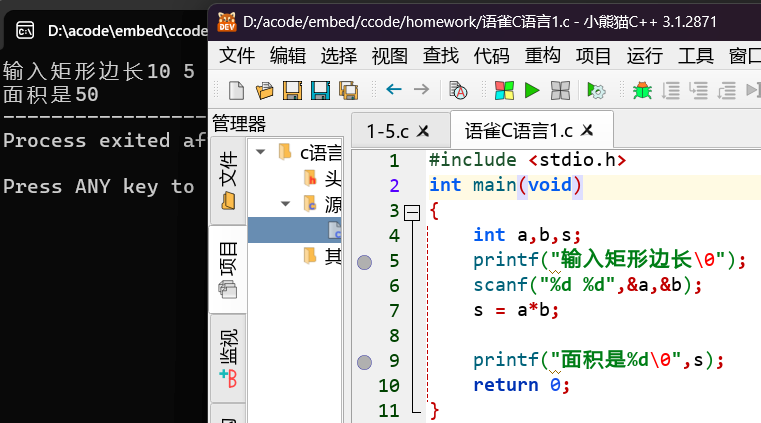 D:\acode\embed\ccode
输入矩形边长10 5
面积是50
Process exited af
Press ANY key to
D:/acode/embed/ccode/homework/语雀C语言1.c - 小熊猫C++ 3.1.2871
文件 编辑 选择 视图 查找 代码 重构 项目 运行 工具 窗口
管理器
文件
项目
监视
c语言
头
源
其
1-5.c
语雀C语言1.c
1 #include <stdio.h>
2 int main(void)
3 {
4 int a,b,s;
5 printf("输入矩形边长\0");
6 scanf("%d %d",&a,&b);
7 s = a*b;
8
9 printf("面积是%d\0",s);
10 return 0;
11 }